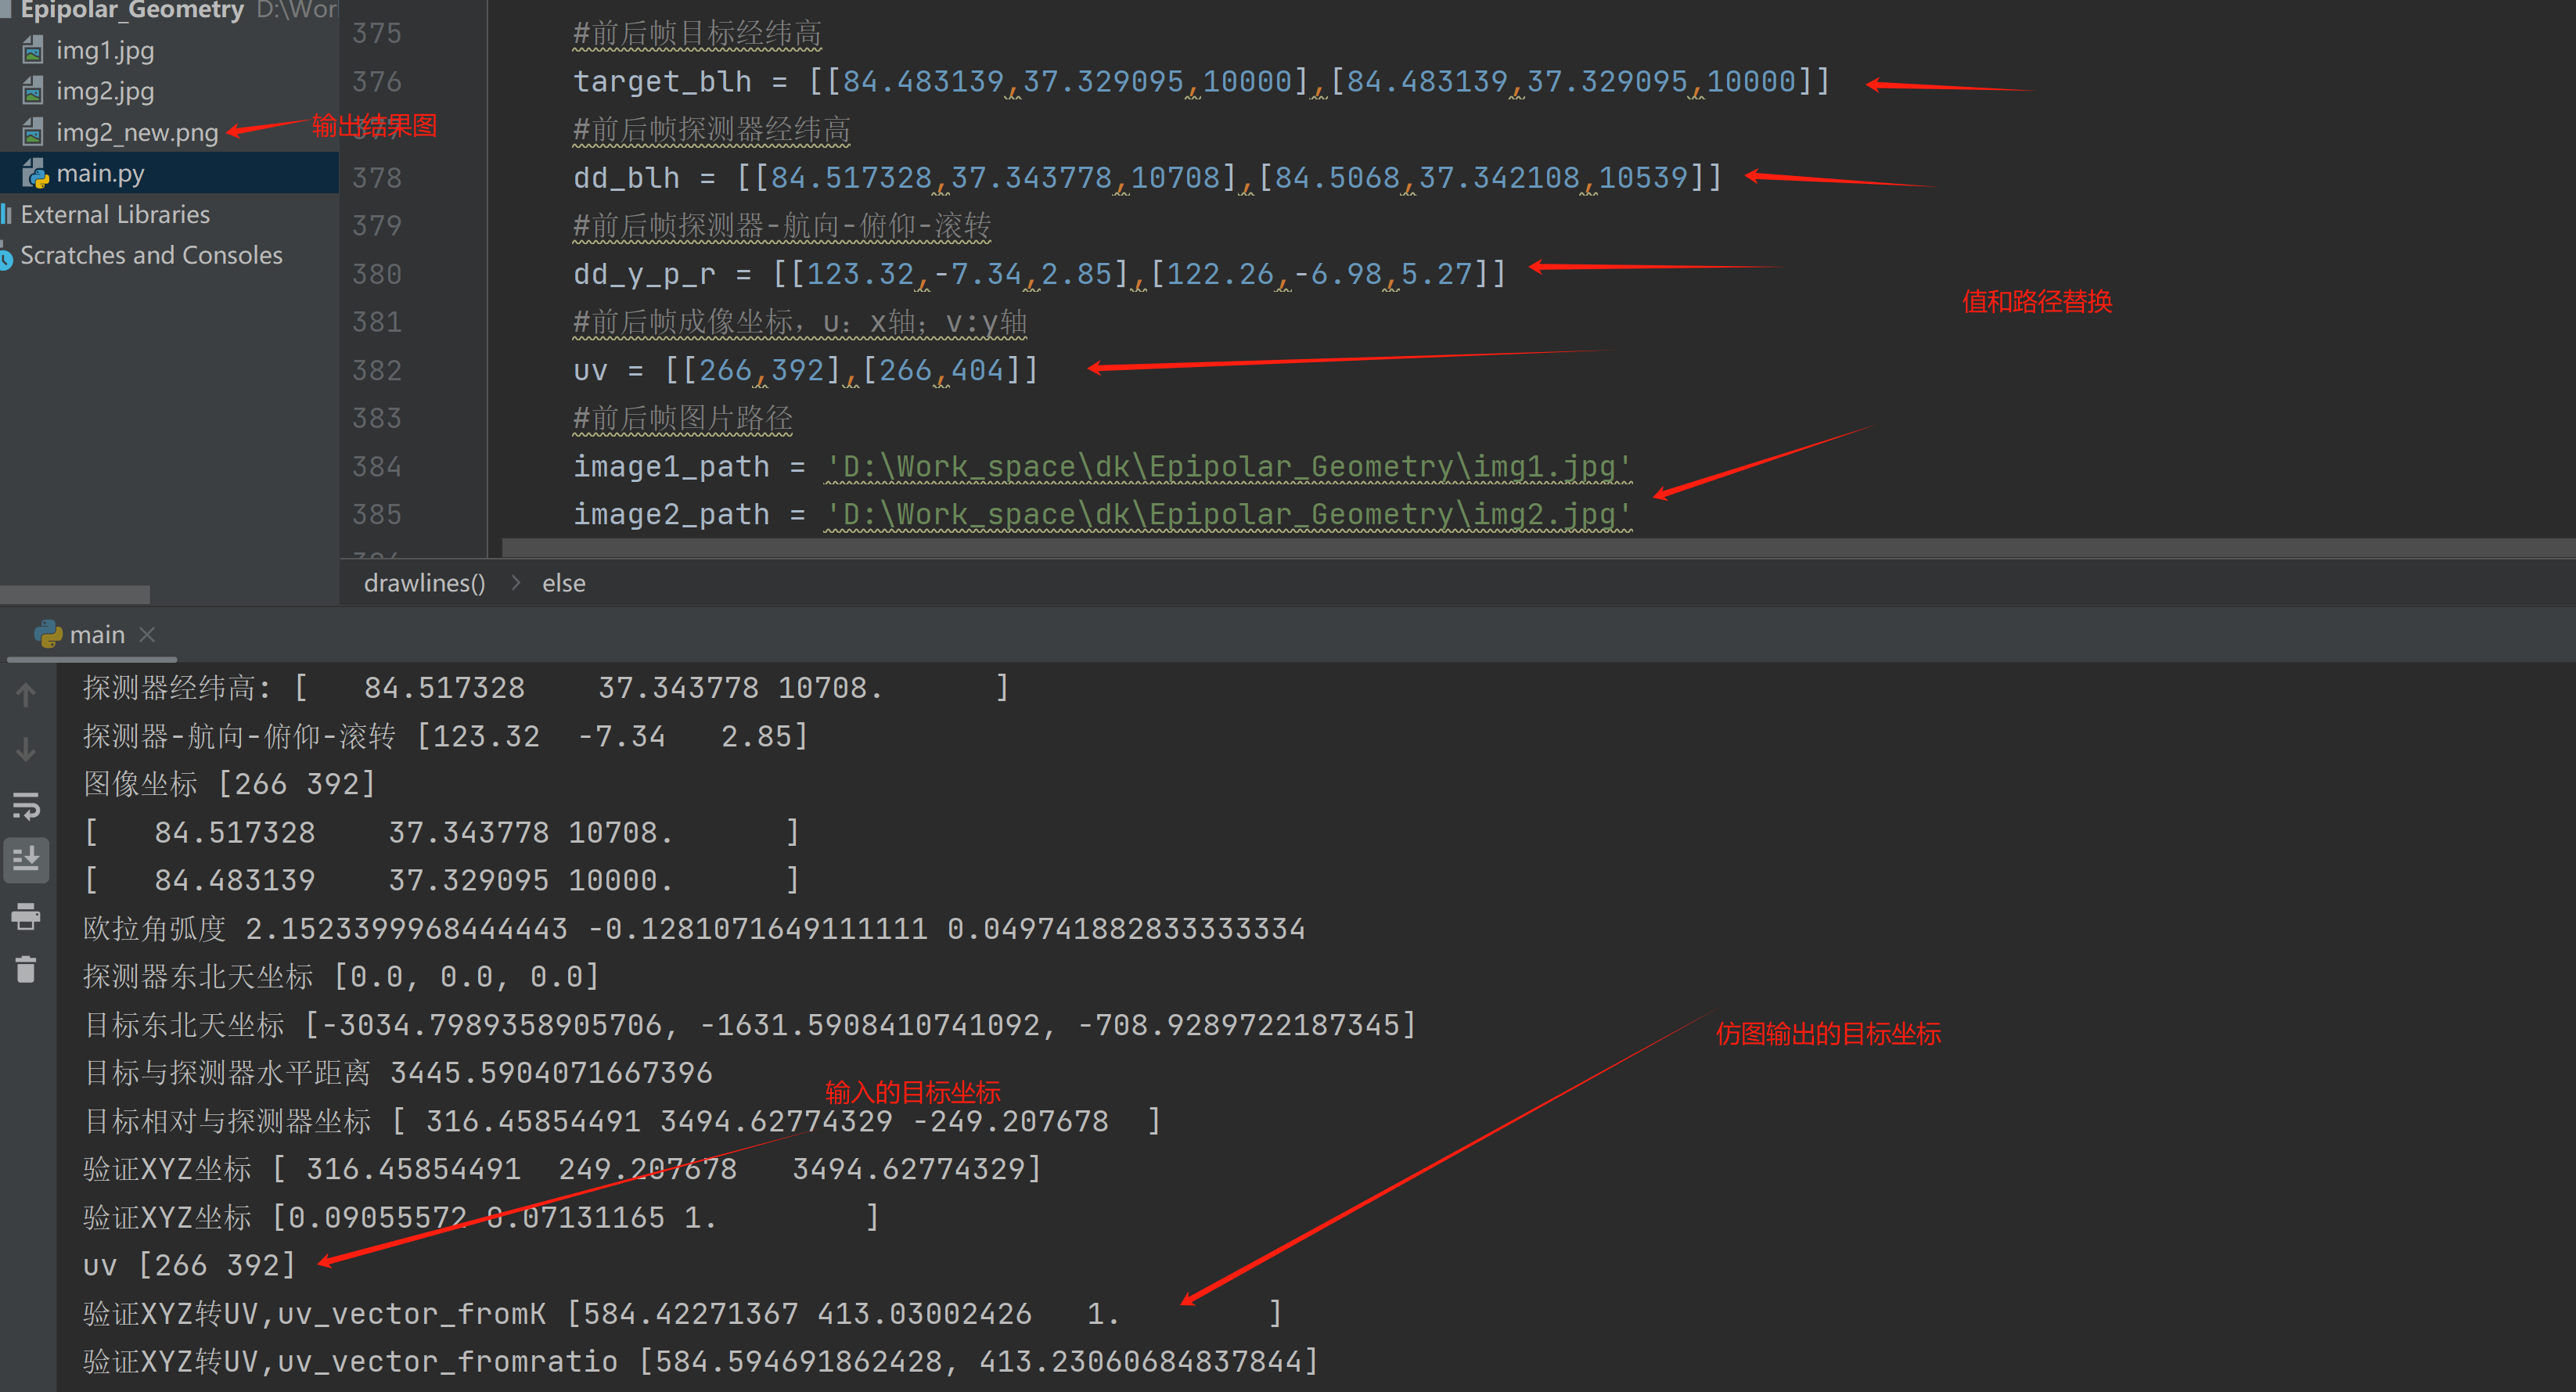 Epipolar_Geometry D:\Wor
img1.jpg
img2.jpg
img2_new.png
输出结果图
main.py
External Libraries
Scratches and Consoles
375 #前后帧目标经纬高
376 target_blh = [[84.483139,37.329095,10000],[84.483139,37.329095,10000]]
377 #前后帧探测器经纬高
378 dd_blh = [[84.517328,37.343778,10708],[84.5068,37.342108,10539]]
379 #前后帧探测器-航向-俯仰-滚转
380 dd_y_p_r = [[123.32,-7.34,2.85],[122.26,-6.98,5.27]]
值和路径替换
381 #前后帧成像坐标，u：x轴；v:y轴
382 uv = [[266,392],[266,404]]
383 #前后帧图片路径
384 image1_path = 'D:\Work_space\dk\Epipolar_Geometry\img1.jpg'
385 image2_path = 'D:\Work_space\dk\Epipolar_Geometry\img2.jpg'
drawlines() > else
main
探测器经纬高: [ 84.517328 37.343778 10708. ]
探测器-航向-俯仰-滚转 [123.32 -7.34 2.85]
图像坐标 [266 392]
[ 84.517328 37.343778 10708. ]
[ 84.483139 37.329095 10000. ]
欧拉角弧度 2.1523399968444443 -0.1281071649111111 0.049741882833333334
探测器东北天坐标 [0.0, 0.0, 0.0]
目标东北天坐标 [-3034.7989358905706, -1631.5908410741092, -708.9289722187345]
仿图输出的目标坐标
目标与探测器水平距离 3445.5904071667396
输入的目标坐标
目标相对与探测器坐标 [ 316.45854491 3494.62774329 -249.207678 ]
验证XYZ坐标 [ 316.45854491 249.207678 3494.62774329]
验证XYZ坐标 [0.09055572 0.07131165 1. ]
uv [266 392]
验证XYZ转UV,uv_vector_fromK [584.42271367 413.03002426 1. ]
验证XYZ转UV,uv_vector_fromratio [584.594691862428, 413.23060684837844]